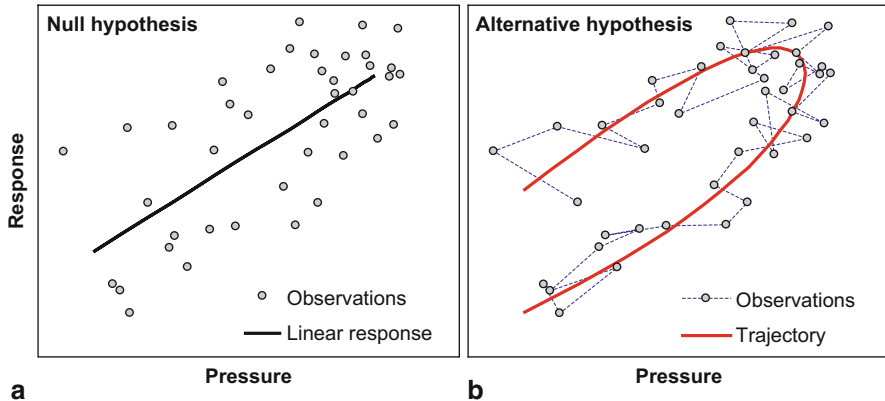 Null hypothesis
Response
Observations
Linear response
Pressure
a
Alternative hypothesis
Observations
Trajectory
Pressure
b